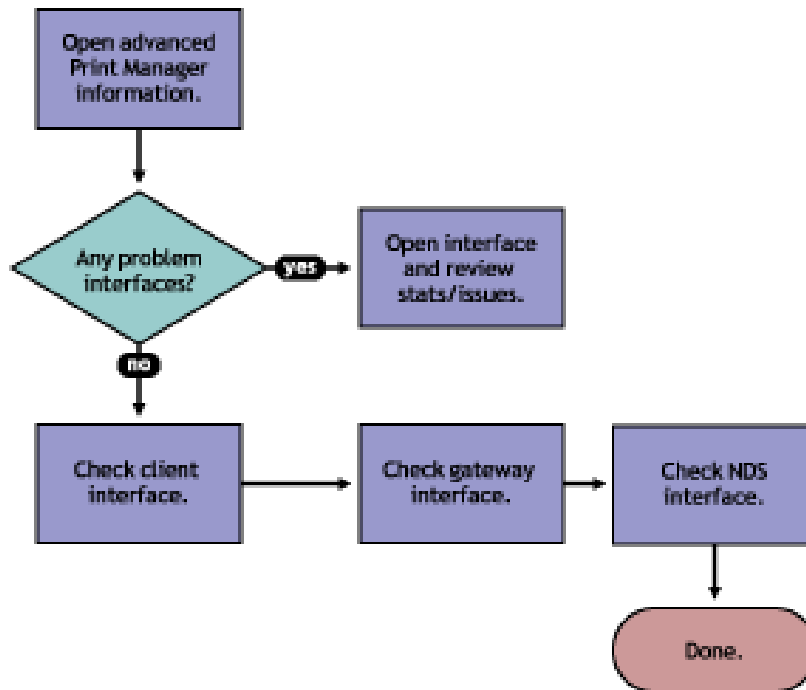 Open advanced
Print Manager
information.
Any problem
interfaces?
yes
Open interface
and review
stats/issues.
no
Check client
interface.
Check gateway
interface.
Check NDS
interface.
Done.